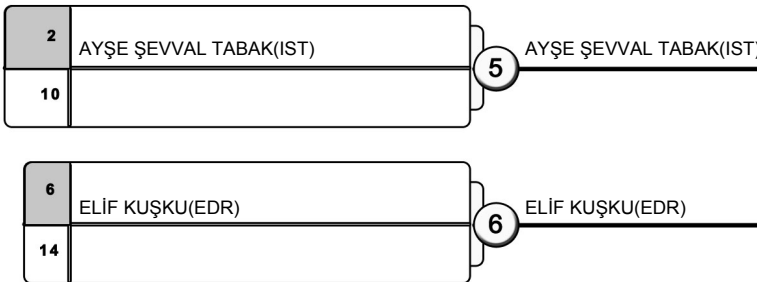 2
AYŞE ŞEVVAL TABAK(IST)
5
AYŞE ŞEVVAL TABAK(IST)
10
6
ELİF KUŞKU(EDR)
6
ELİF KUŞKU(EDR)
14